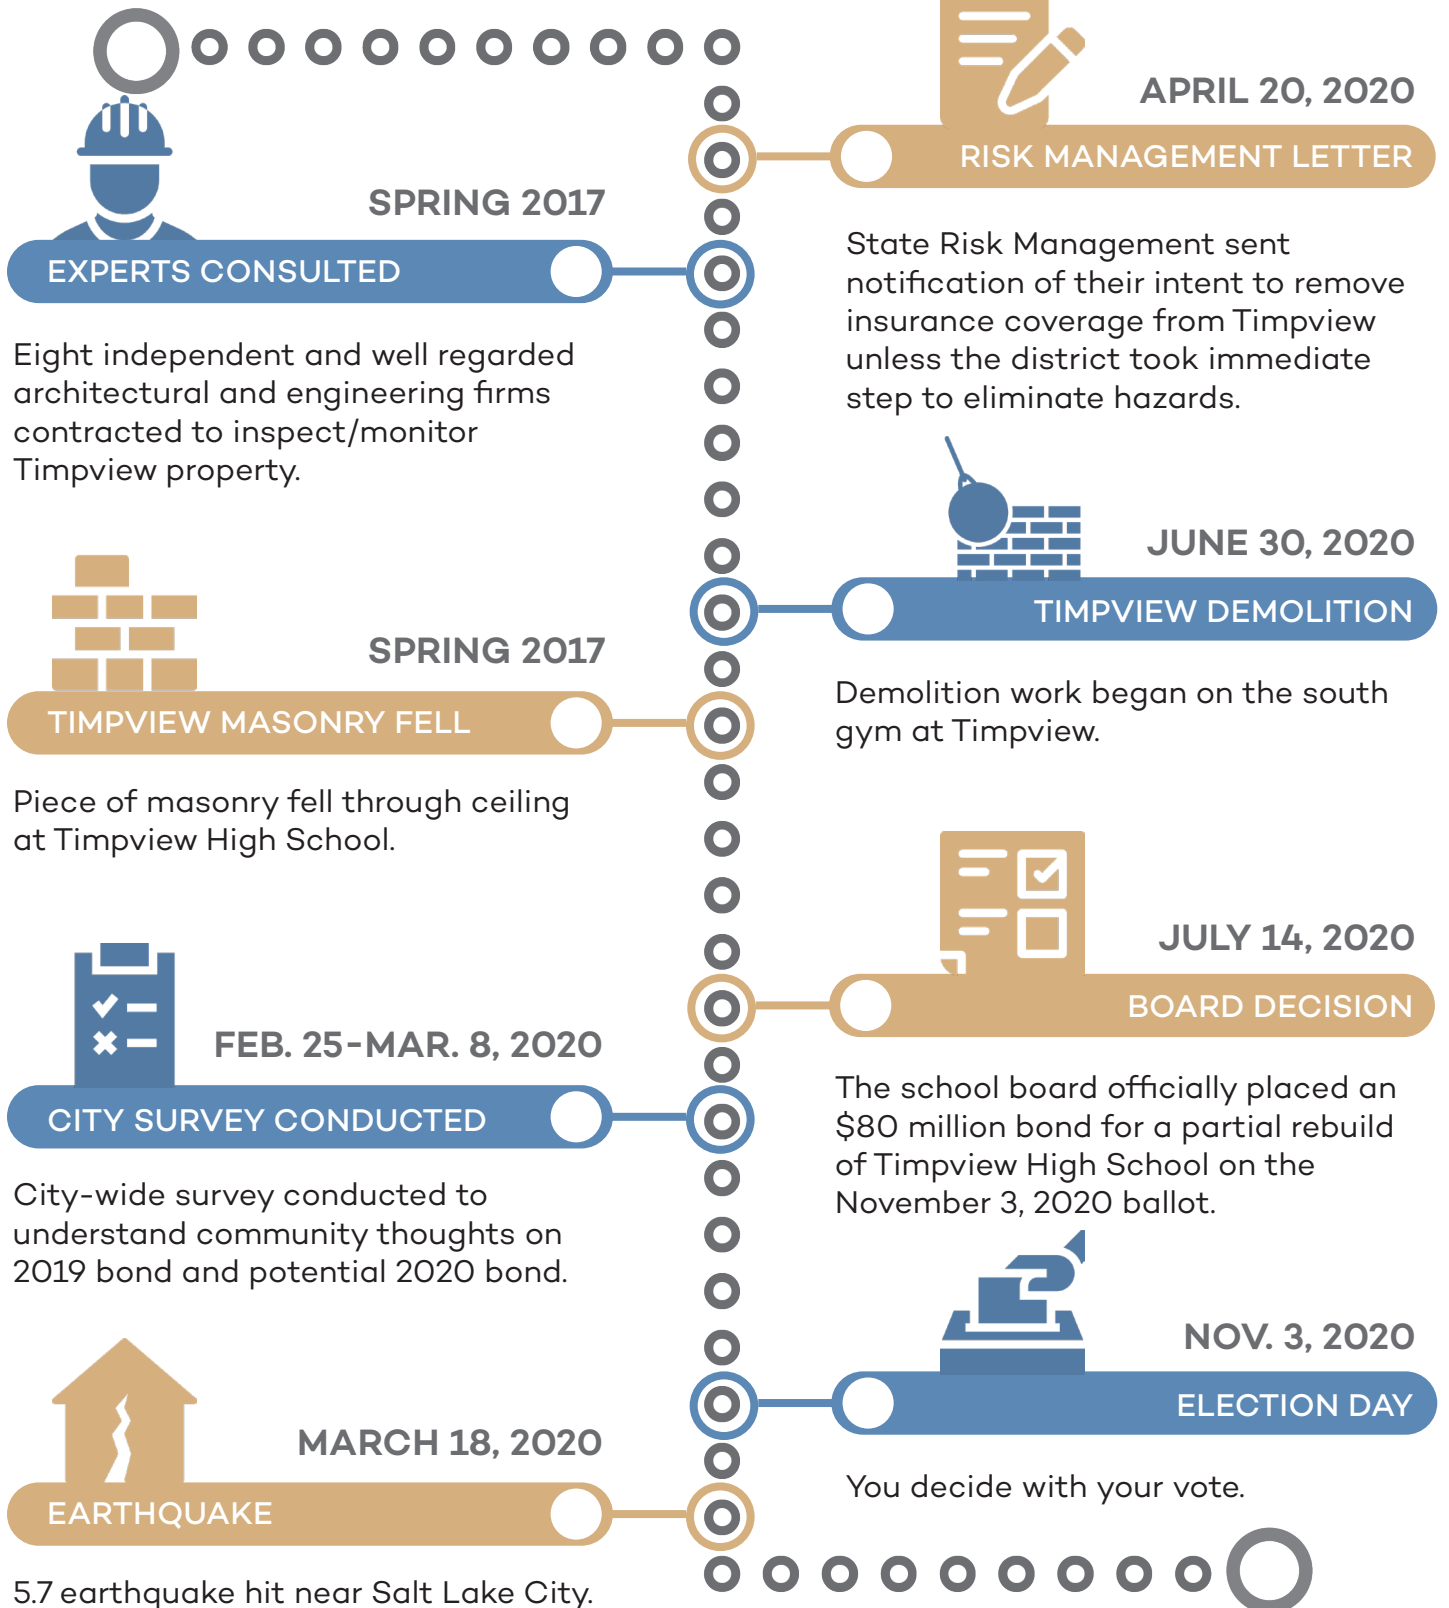 SPRING 2017
EXPERTS CONSULTED
Eight independent and well regarded
architectural and engineering firms
contracted to inspect/monitor
Timpview property.
SPRING 2017
TIMPVIEW MASONRY FELL
Piece of masonry fell through ceiling
at Timpview High School.
FEB. 25-MAR. 8, 2020
CITY SURVEY CONDUCTED
City-wide survey conducted to
understand community thoughts on
2019 bond and potential 2020 bond.
MARCH 18, 2020
EARTHQUAKE
5.7 earthquake hit near Salt Lake City.
APRIL 20, 2020
RISK MANAGEMENT LETTER
State Risk Management sent
notification of their intent to remove
insurance coverage from Timpview
unless the district took immediate
step to eliminate hazards.
JUNE 30, 2020
TIMPVIEW DEMOLITION
Demolition work began on the south
gym at Timpview.
JULY 14, 2020
BOARD DECISION
The school board officially placed an
$80 million bond for a partial rebuild
of Timpview High School on the
November 3, 2020 ballot.
NOV. 3, 2020
ELECTION DAY
You decide with your vote.